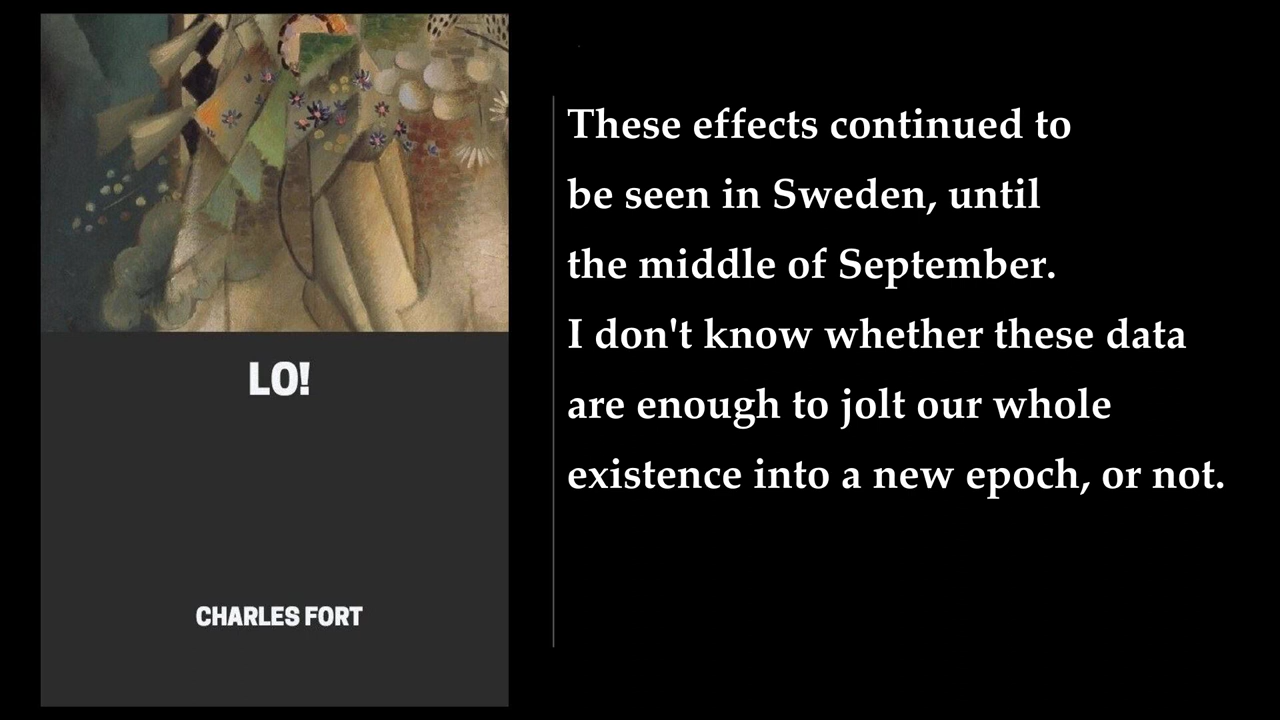 LO!
CHARLES FORT
These effects continued to
be seen in Sweden, until
the middle of September.
I don't know whether these data
are enough to jolt our whole
existence into a new epoch, or not.